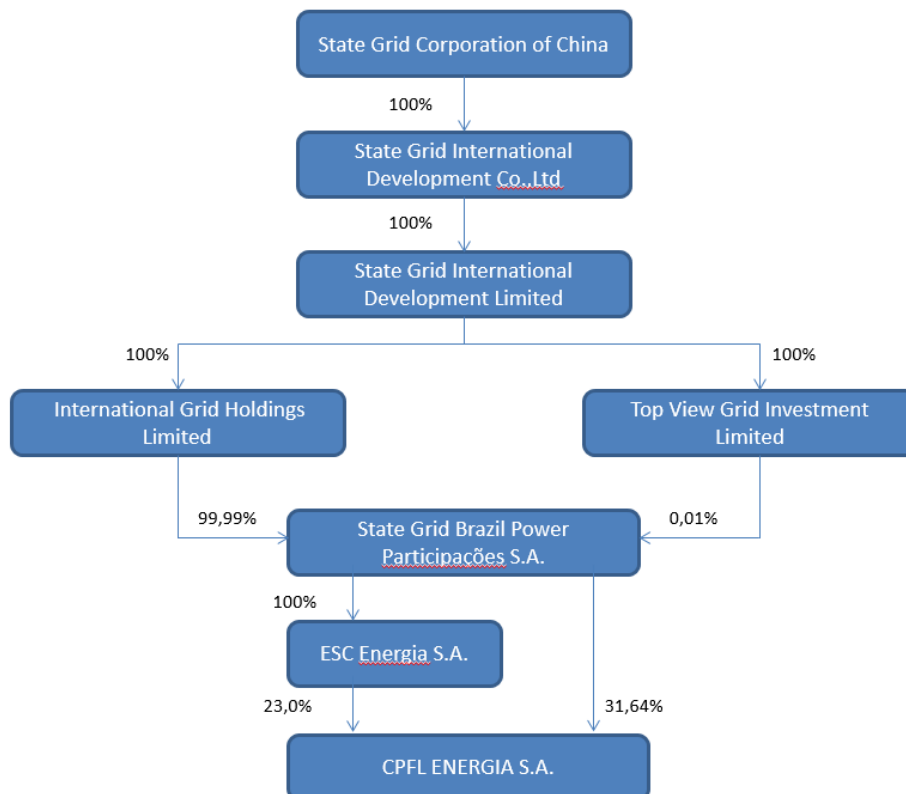 State Grid Corporation of China
100%
State Grid International
Development Co.,Ltd
100%
State Grid International
Development Limited
100%
100%
International Grid Holdings
Limited
Top View Grid Investment
Limited
99,99%
0,01%
State Grid Brazil Power
Participações S.A.
100%
ESC Energia S.A.
23,0%
31,64%
CPFL ENERGIA S.A.